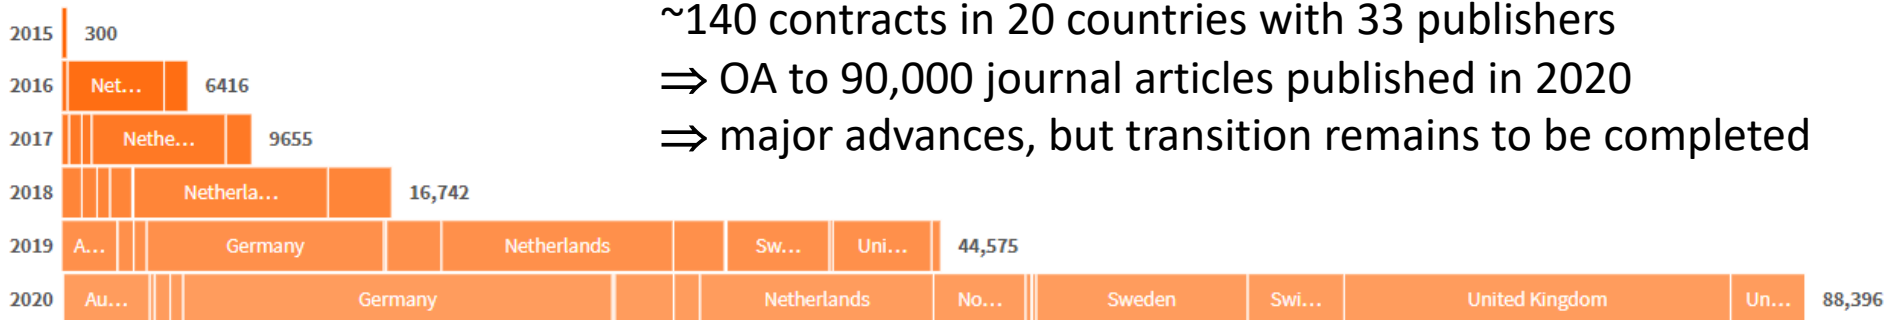 ~140 contracts in 20 countries with 33 publishers
⇒ OA to 90,000 journal articles published in 2020
⇒ major advances, but transition remains to be completed
2015 300
2016 Net... 6416
2017 Nethe... 9655
2018 Netherla... 16,742
2019 A... Germany Netherlands Sw... Uni... 44,575
2020 Au... Germany Netherlands No... Sweden Swi... United Kingdom Un... 88,396